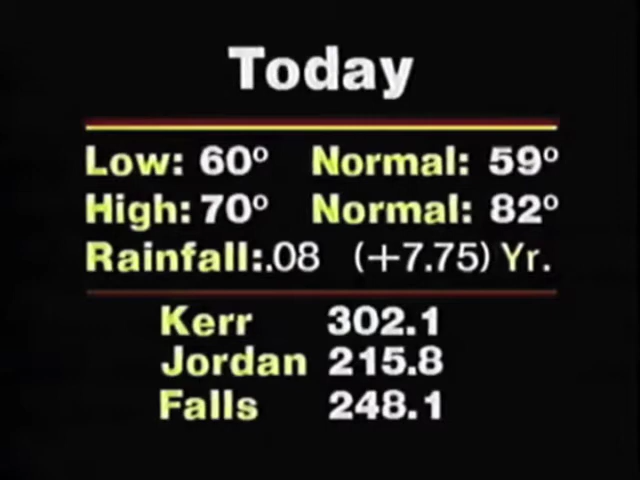 Today
Low: 60° Normal: 59°
High: 70° Normal: 82°
Rainfall:.08 (+7.75) Yr.
Kerr 302.1
Jordan 215.8
Falls 248.1